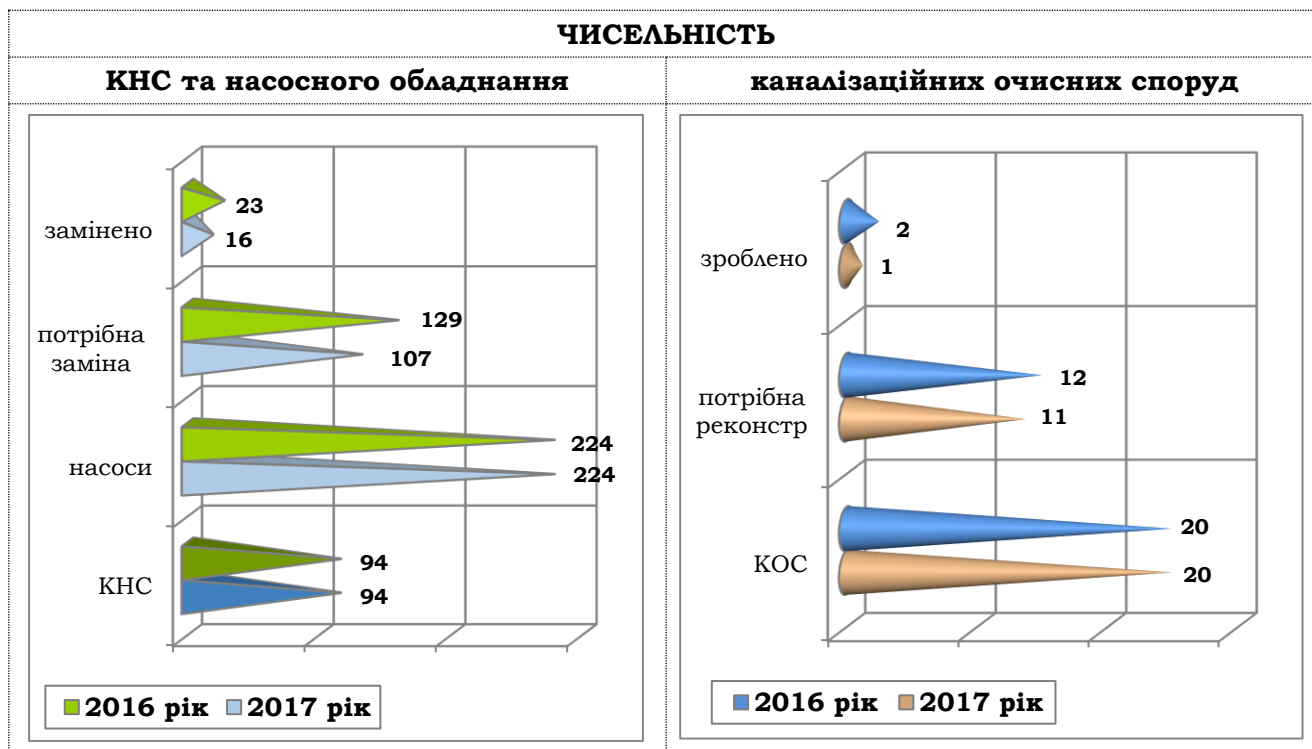 ЧИСЕЛЬНІСТЬ
КНС та насосного обладнання
каналізаційних очисних споруд
замінено
23
16
потрібна
заміна
129
107
насоси
224
224
КНС
94
94
2016 рік
2017 рік
зроблено
2
1
потрібна
реконстр
12
11
КОС
20
20
2016 рік
2017 рік